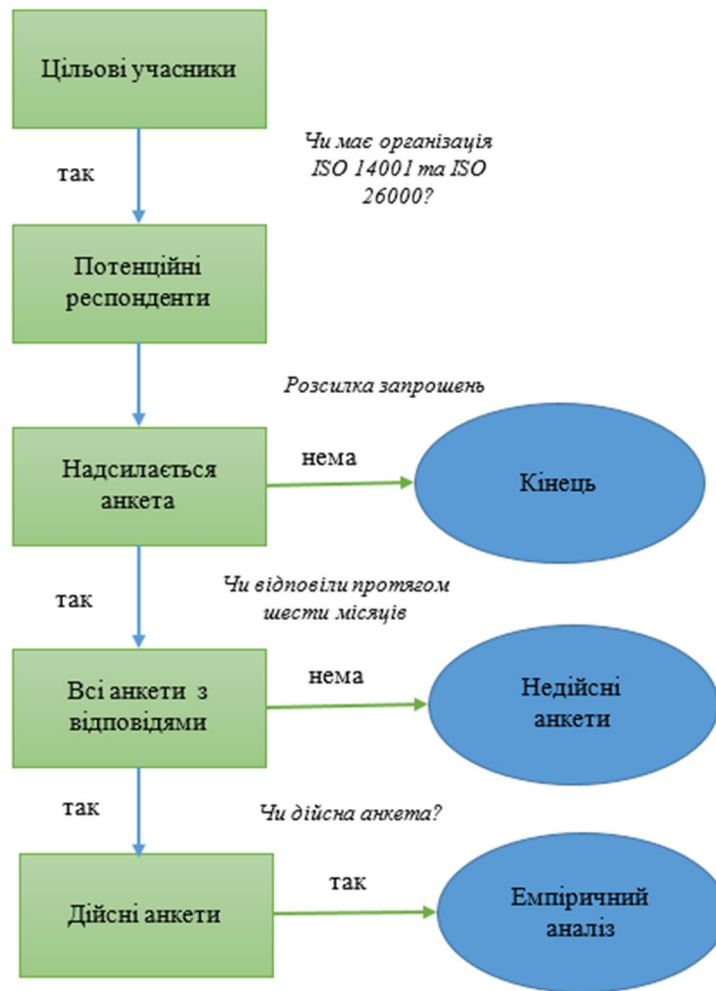 Цільові учасники
Чи має організація
ISO 14001 та ISO
26000?
так
Потенційні
респонденти
Розсилка запрошень
Надсилається
анкета
нема
Кінець
так
Чи відповіли протягом
шести місяців
Всі анкети з
відповідями
нема
Недійсні
анкети
так
Чи дійсна анкета?
Дійсні анкети
так
Емпіричний
аналіз